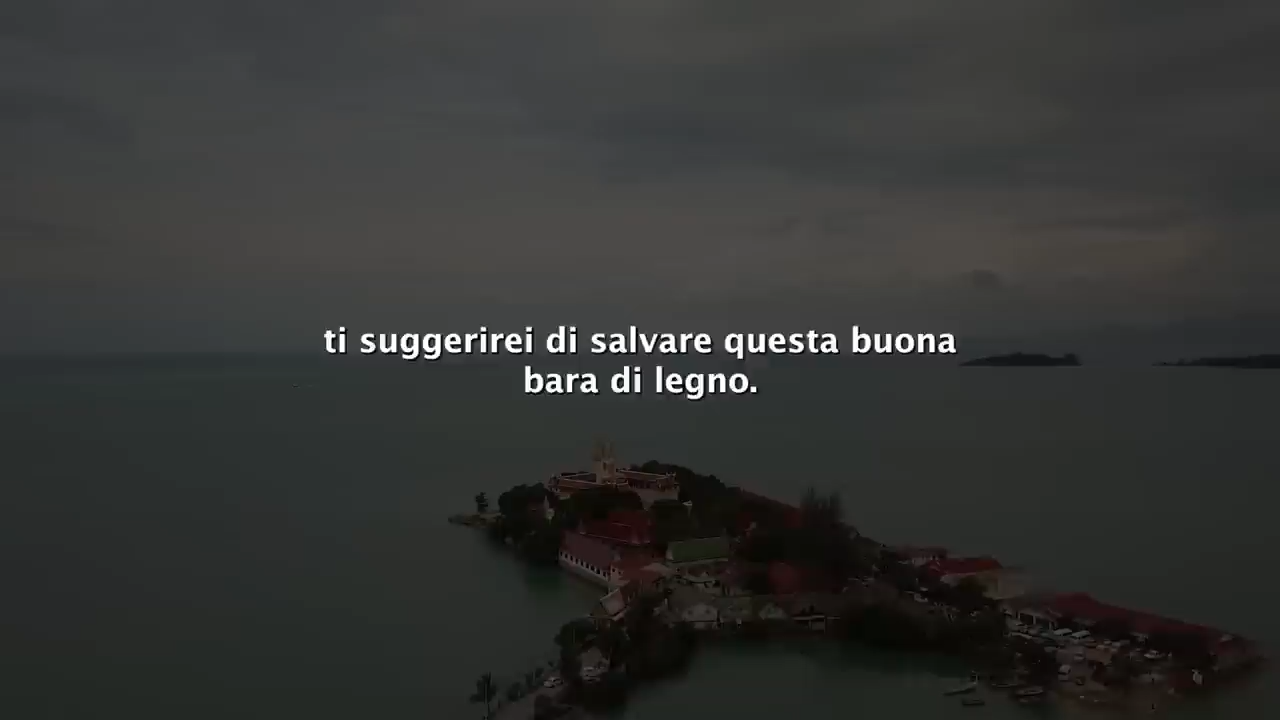 ti suggerirei di salvare questa buona
bara di legno.